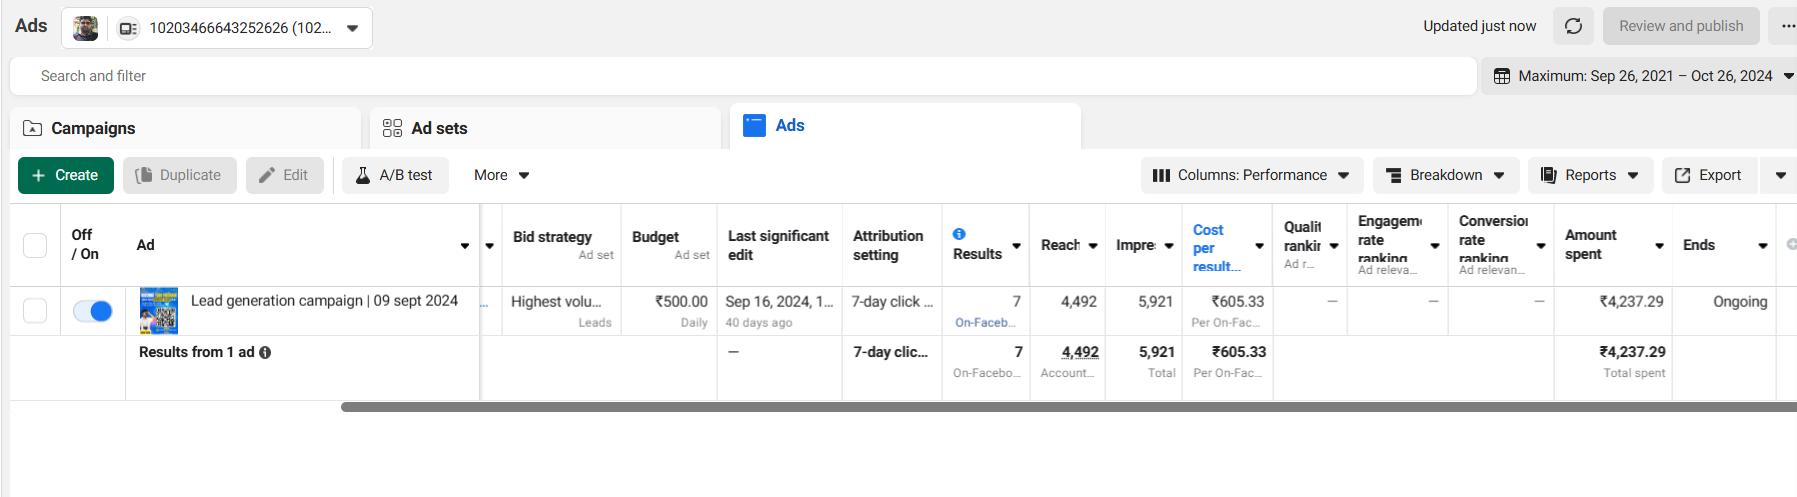 Ads
10203466643252626 (102...
Updated just now
Review and publish
Search and filter
Maximum: Sep 26, 2021 – Oct 26, 2024
Campaigns
Ad sets
Ads
+ Create
Duplicate
Edit
A/B test
More
Columns: Performance
Breakdown
Reports
Export
Off / On
Ad
Bid strategy
Ad set
Budget
Ad set
Last significant edit
Attribution setting
Results
Reach
Impre
Cost per result...
Qualit rankin
Ad r...
Engagem rate ranking
Ad releva...
Conversion rate ranking
Ad relevan...
Amount spent
Ends
Lead generation campaign | 09 sept 2024
...
Highest volu...
Leads
₹500.00
Daily
Sep 16, 2024, 1...
40 days ago
7-day click ...
7
On-Faceb...
4,492
5,921
₹605.33
Per On-Fac...
—
—
—
₹4,237.29
Ongoing
Results from 1 ad
—
7-day clic...
7
On-Facebo...
4,492
Account...
5,921
Total
₹605.33
Per On-Fac...
₹4,237.29
Total spent